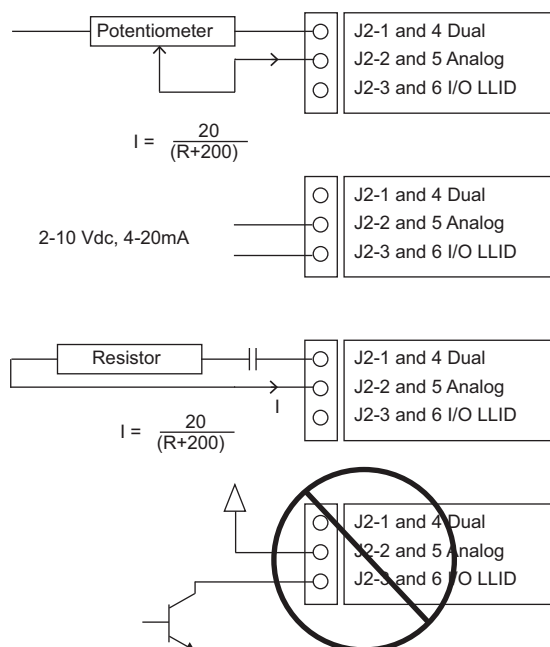 Potentiometer
J2-1 and 4 Dual
J2-2 and 5 Analog
J2-3 and 6 I/O LLID
I = 20
(R+200)
2-10 Vdc, 4-20mA
J2-1 and 4 Dual
J2-2 and 5 Analog
J2-3 and 6 I/O LLID
Resistor
J2-1 and 4 Dual
J2-2 and 5 Analog
J2-3 and 6 I/O LLID
I
I = 20
(R+200)
J2-1 and 4 Dual
J2-2 and 5 Analog
J2-3 and 6 I/O LLID